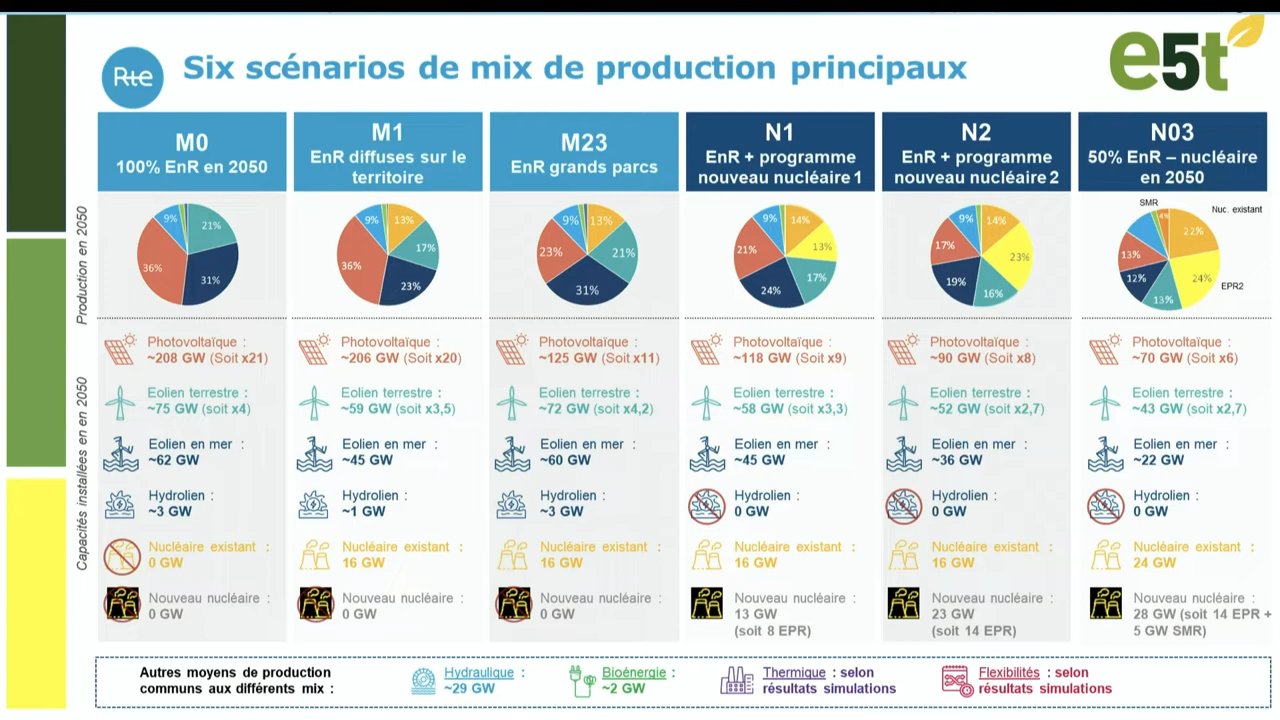 Rte
Six scénarios de mix de production principaux
e5t
M0
100% EnR en 2050
M1
EnR diffuses sur le
territoire
M23
EnR grands parcs
N1
EnR + programme
nouveau nucléaire 1
N2
EnR + programme
nouveau nucléaire 2
N03
50% EnR – nucléaire
en 2050
Production en 2050
9%
21%
36%
31%
9%
13%
17%
36%
23%
9%
13%
23%
21%
31%
9%
14%
21%
13%
24%
17%
9%
14%
17%
23%
19%
16%
SMR
Nuc. existant
4%
22%
13%
24%
12%
13%
EPR2
Capacités installées en en 2050
Photovoltaïque :
~208 GW (Soit x21)
Eolien terrestre :
~75 GW (soit x4)
Eolien en mer :
~62 GW
Hydrolien :
~3 GW
Nucléaire existant :
0 GW
Nouveau nucléaire :
0 GW
Photovoltaïque :
~206 GW (Soit x20)
Eolien terrestre :
~59 GW (soit x3,5)
Eolien en mer :
~45 GW
Hydrolien :
~1 GW
Nucléaire existant :
16 GW
Nouveau nucléaire :
0 GW
Photovoltaïque :
~125 GW (Soit x11)
Eolien terrestre :
~72 GW (soit x4,2)
Eolien en mer :
~60 GW
Hydrolien :
~3 GW
Nucléaire existant :
16 GW
Nouveau nucléaire :
0 GW
Photovoltaïque :
~118 GW (Soit x9)
Eolien terrestre :
~58 GW (soit x3,3)
Eolien en mer :
~45 GW
Hydrolien :
0 GW
Nucléaire existant :
16 GW
Nouveau nucléaire :
13 GW
(soit 8 EPR)
Photovoltaïque :
~90 GW (Soit x8)
Eolien terrestre :
~52 GW (soit x2,7)
Eolien en mer :
~36 GW
Hydrolien :
0 GW
Nucléaire existant :
16 GW
Nouveau nucléaire :
23 GW
(soit 14 EPR)
Photovoltaïque :
~70 GW (Soit x6)
Eolien terrestre :
~43 GW (soit x2,7)
Eolien en mer :
~22 GW
Hydrolien :
0 GW
Nucléaire existant :
24 GW
Nouveau nucléaire :
28 GW (soit 14 EPR +
5 GW SMR)
Autres moyens de production
communs aux différents mix :
Hydraulique :
~29 GW
Bioénergie :
~2 GW
Thermique : selon
résultats simulations
Flexibilités : selon
résultats simulations